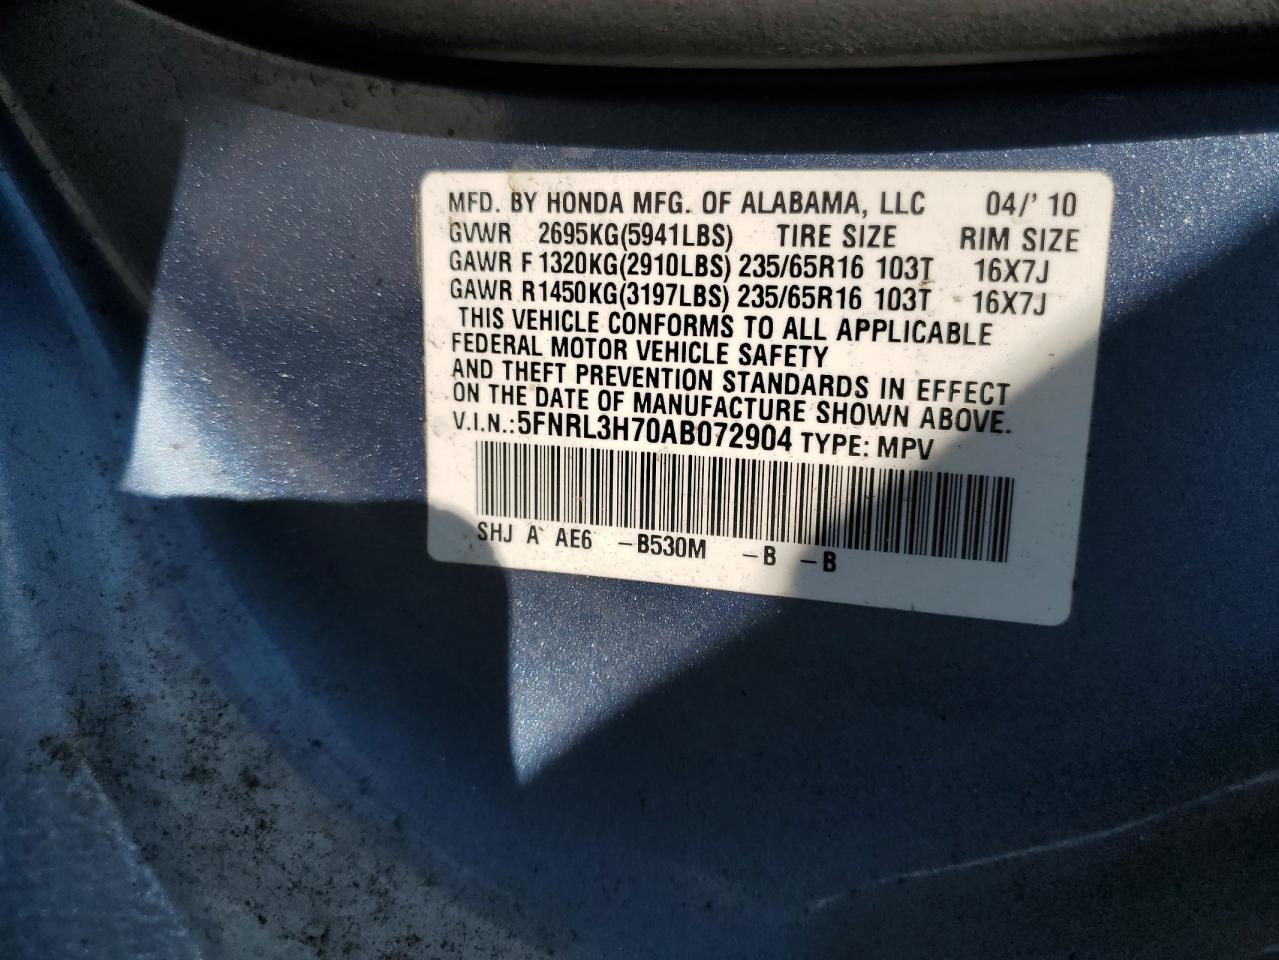 MFD. BY HONDA MFG. OF ALABAMA, LLC 04/' 10
GVWR 2695KG(5941LBS) TIRE SIZE RIM SIZE
GAWR F 1320KG(2910LBS) 235/65R16 103T 16X7J
GAWR R1450KG(3197LBS) 235/65R16 103T 16X7J
THIS VEHICLE CONFORMS TO ALL APPLICABLE
FEDERAL MOTOR VEHICLE SAFETY
AND THEFT PREVENTION STANDARDS IN EFFECT
ON THE DATE OF MANUFACTURE SHOWN ABOVE.
V.I.N.:5FNRL3H70AB072904 TYPE: MPV
SHJ A AE6 -B530M -B -B